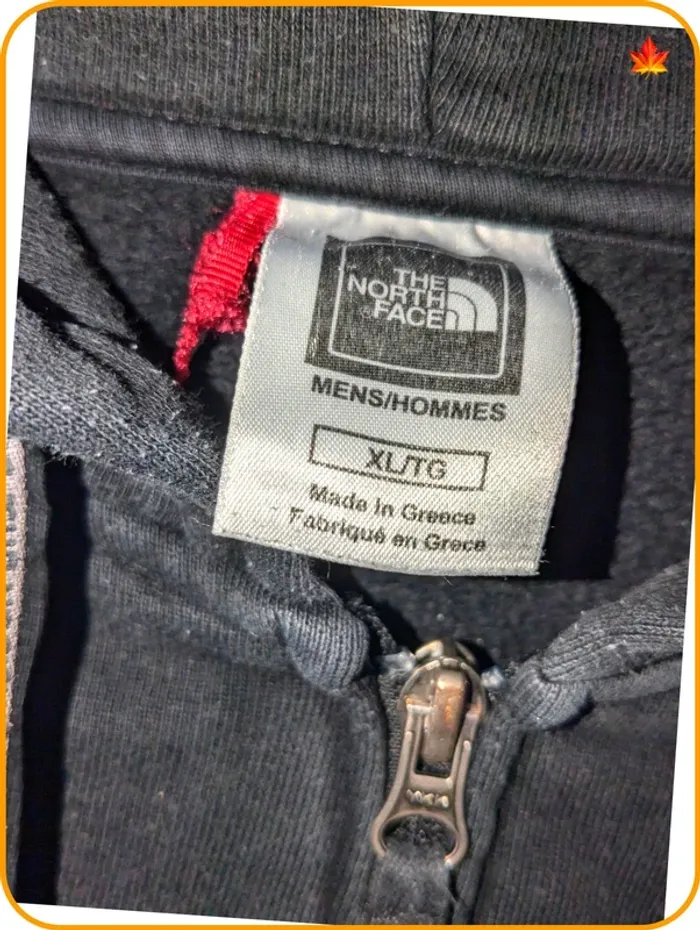 THE
NORTH
FACE
MENS/HOMMES
XL/TG
Made in Greece
Fabriqué en Grece